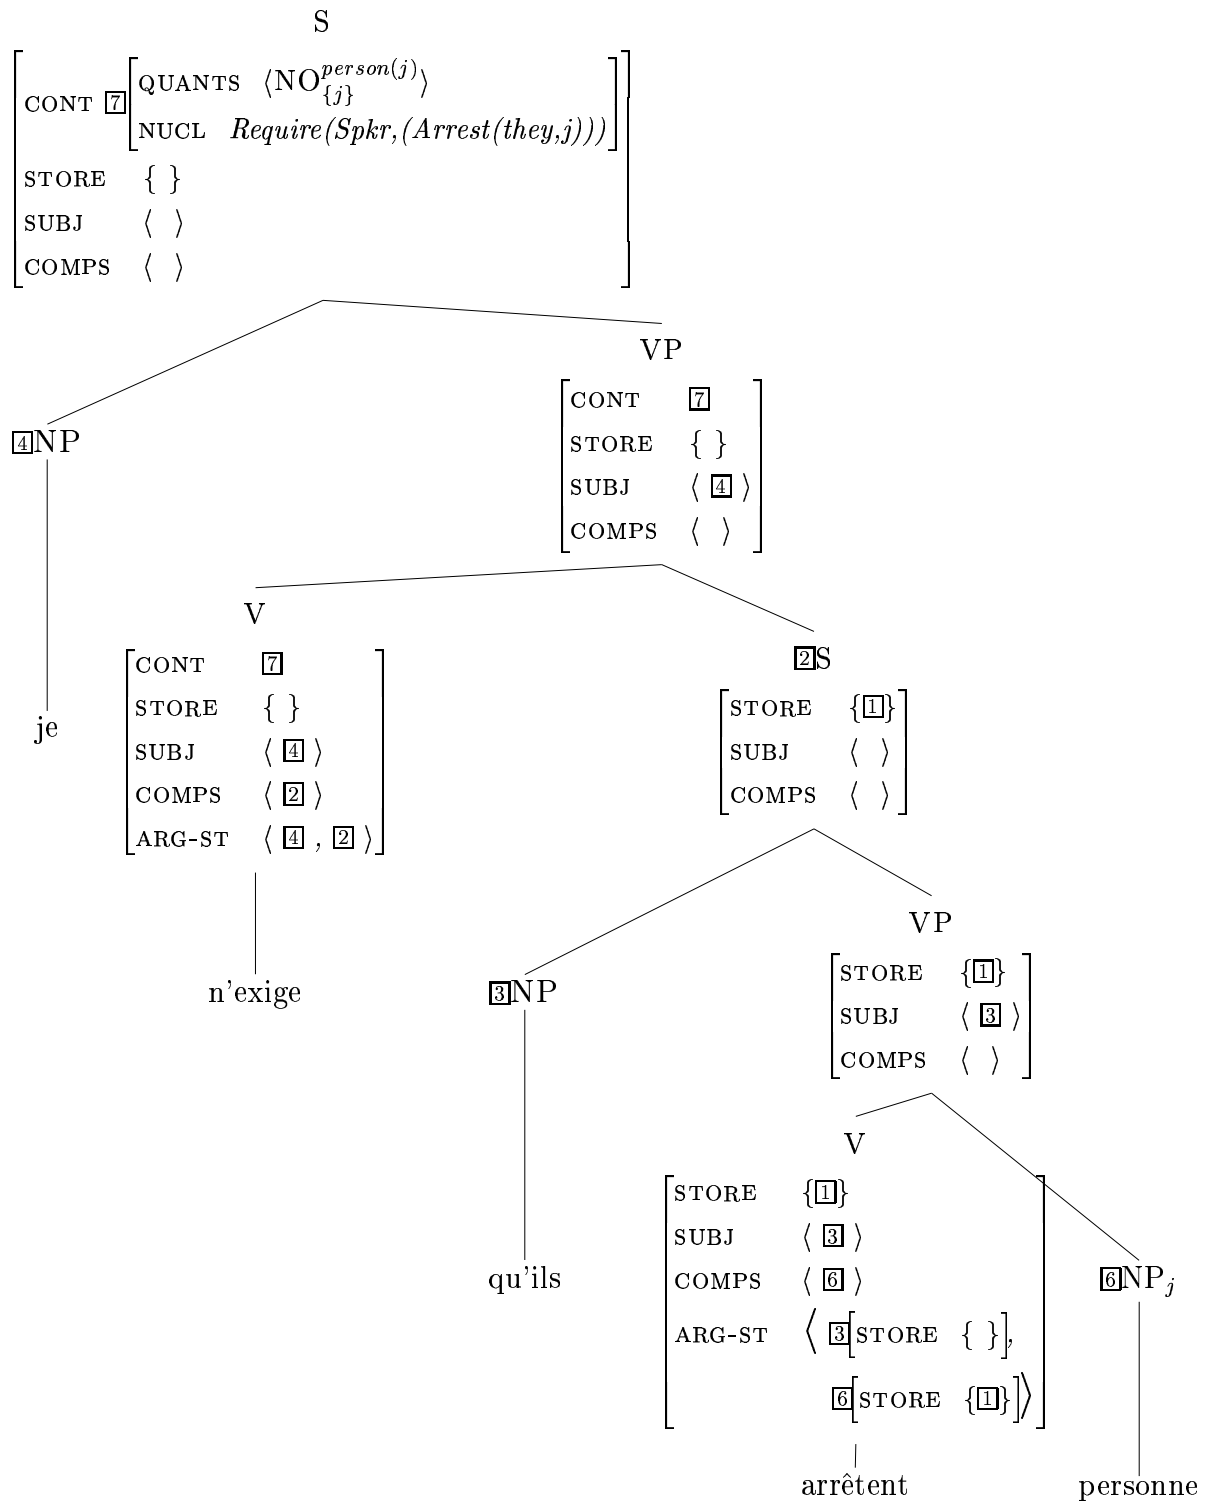 S
CONT 7 QUANTS ⟨NO^{person(j)}_{{j}}⟩
NUCL Require(Spkr,(Arrest(they,j)))
STORE { }
SUBJ ⟨ ⟩
COMPS ⟨ ⟩
4NP
VP
CONT 7
STORE { }
SUBJ ⟨ 4 ⟩
COMPS ⟨ ⟩
je
V
CONT 7
STORE { }
SUBJ ⟨ 4 ⟩
COMPS ⟨ 2 ⟩
ARG-ST ⟨ 4 , 2 ⟩
n'exige
2S
STORE {1}
SUBJ ⟨ ⟩
COMPS ⟨ ⟩
3NP
VP
STORE {1}
SUBJ ⟨ 3 ⟩
COMPS ⟨ ⟩
qu'ils
V
STORE {1}
SUBJ ⟨ 3 ⟩
COMPS ⟨ 6 ⟩
ARG-ST ⟨ 3[STORE { }],
6[STORE {1}]⟩
arrêtent
6NP_j
personne